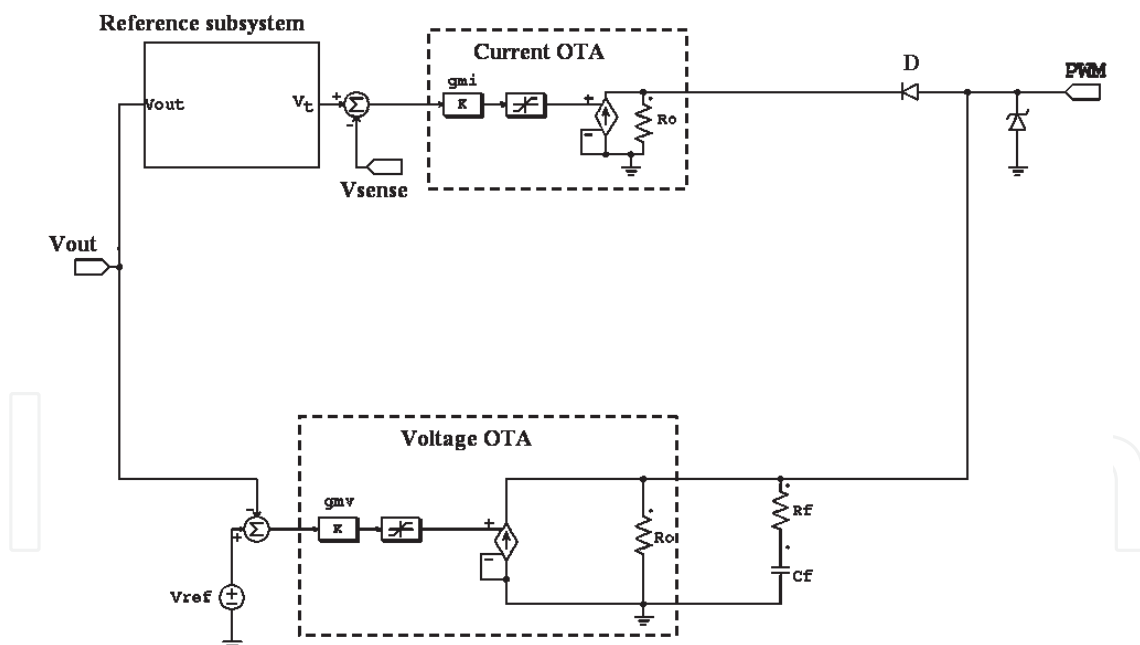 Reference subsystem
Current OTA
D
PWM
gmi
Vout
Vt
+
Σ
-
K
+
-
Ro
Vsense
Vout
Voltage OTA
gmv
-
Σ
+
K
+
-
Ro
Rf
Cf
Vref
+
-